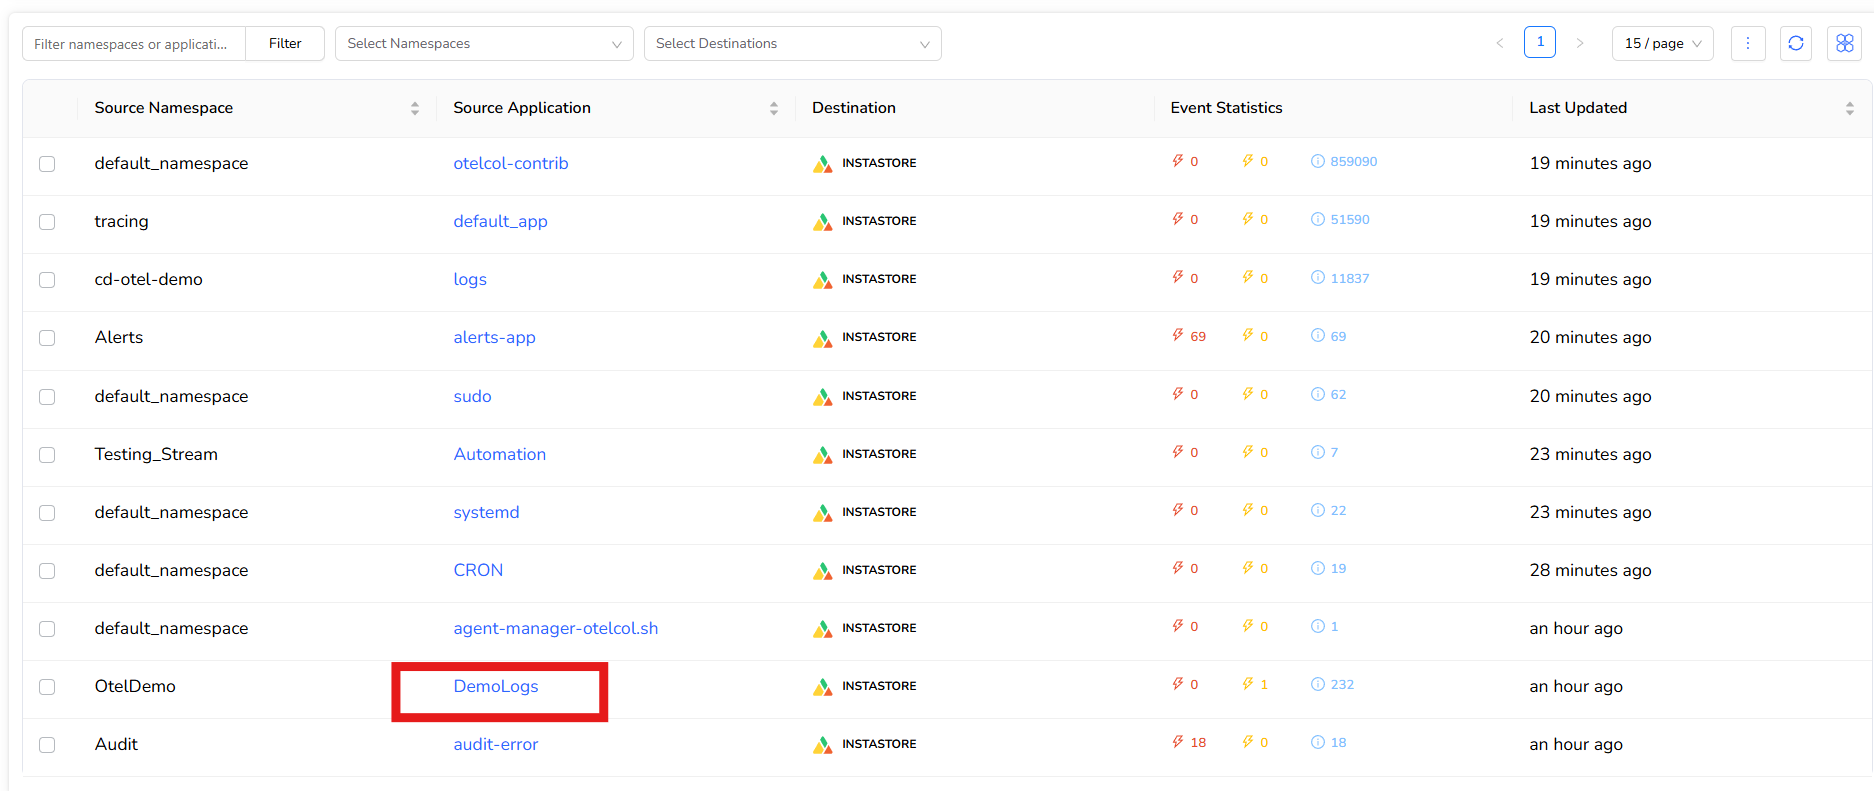 Filter namespaces or applicati... Filter Select Namespaces Select Destinations 1 15 / page
Source Namespace Source Application Destination Event Statistics Last Updated
default_namespace otelcol-contrib INSTASTORE 0 0 859090 19 minutes ago
tracing default_app INSTASTORE 0 0 51590 19 minutes ago
cd-otel-demo logs INSTASTORE 0 0 11837 19 minutes ago
Alerts alerts-app INSTASTORE 69 0 69 20 minutes ago
default_namespace sudo INSTASTORE 0 0 62 20 minutes ago
Testing_Stream Automation INSTASTORE 0 0 7 23 minutes ago
default_namespace systemd INSTASTORE 0 0 22 23 minutes ago
default_namespace CRON INSTASTORE 0 0 19 28 minutes ago
default_namespace agent-manager-otelcol.sh INSTASTORE 0 0 1 an hour ago
OtelDemo DemoLogs INSTASTORE 0 1 232 an hour ago
Audit audit-error INSTASTORE 18 0 18 an hour ago